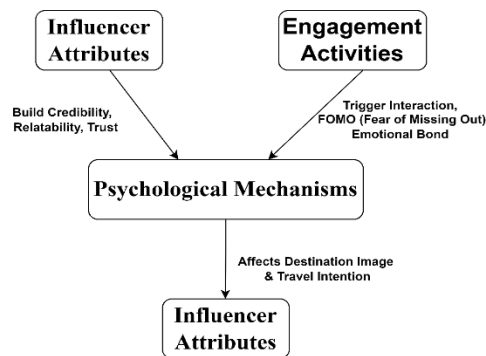 Influencer
Attributes
Engagement
Activities
Build Credibility,
Relatability, Trust
Trigger Interaction,
FOMO (Fear of Missing Out)
Emotional Bond
Psychological Mechanisms
Affects Destination Image
& Travel Intention
Influencer
Attributes